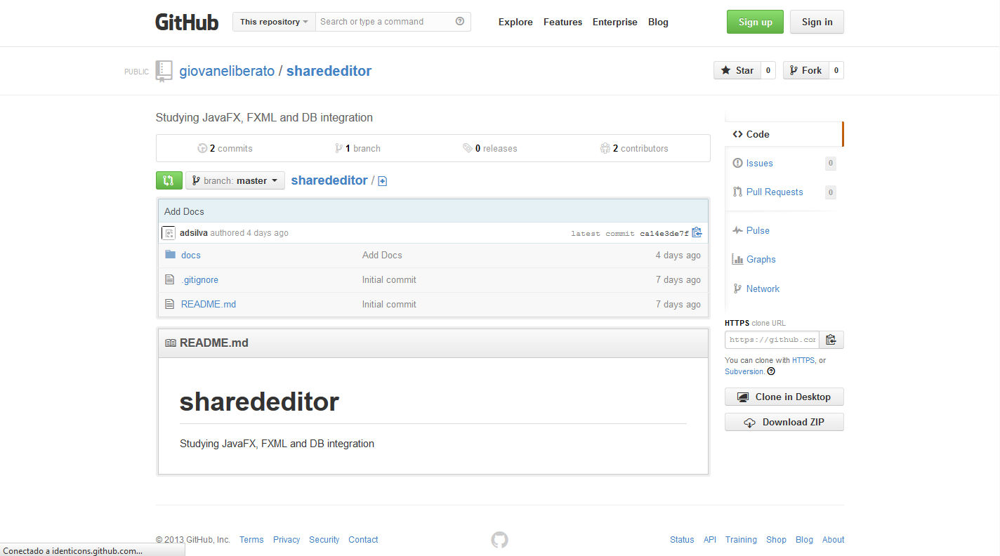 GitHub This repository Search or type a command Explore Features Enterprise Blog Sign up Sign in
PUBLIC giovaneliberato / sharededitor Star 0 Fork 0
Studying JavaFX, FXML and DB integration
2 commits 1 branch 0 releases 2 contributors
branch: master sharededitor /
Add Docs
adsilva authored 4 days ago latest commit ca14e3de7f
docs Add Docs 4 days ago
.gitignore Initial commit 7 days ago
README.md Initial commit 7 days ago
README.md
sharededitor
Studying JavaFX, FXML and DB integration
Code
Issues 0
Pull Requests 0
Pulse
Graphs
Network
HTTPS clone URL
https://github.com
You can clone with HTTPS, or
Subversion.
Clone in Desktop
Download ZIP
© 2013 GitHub, Inc. Terms Privacy Security Contact Status API Training Shop Blog About
Conectado a identicons.github.com...